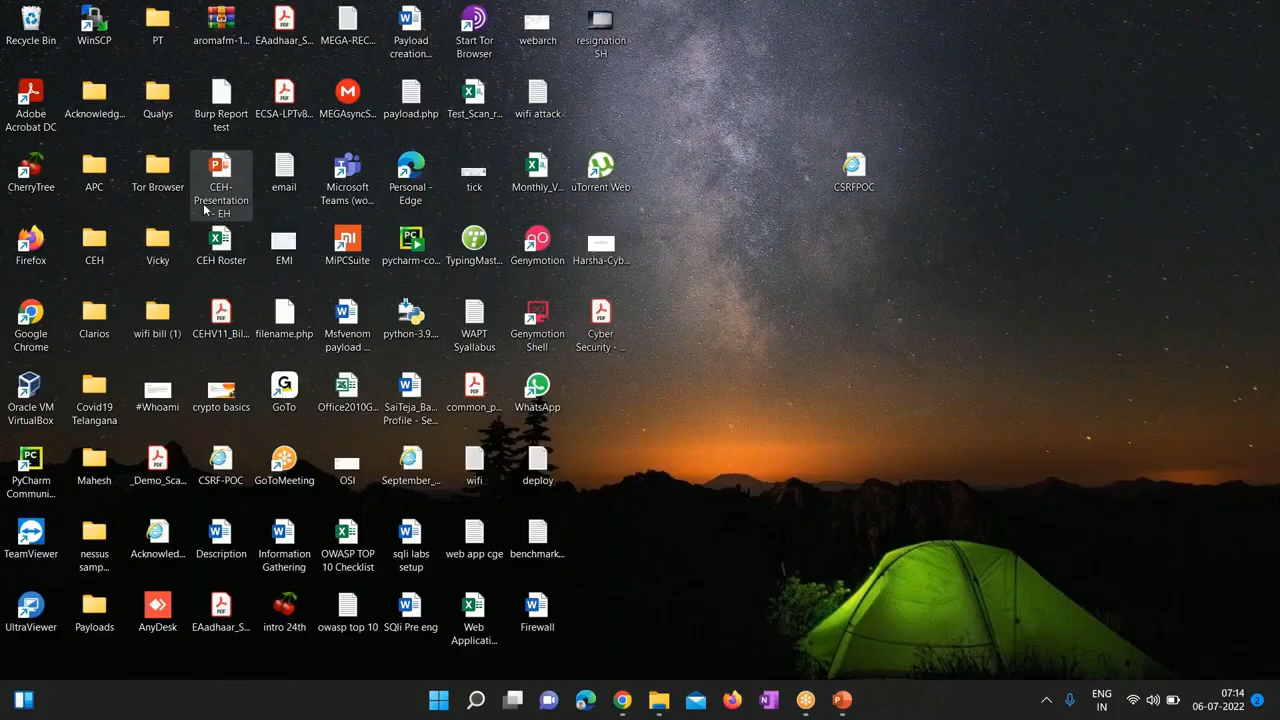 Recycle Bin
WinSCP
PT
aromafm-1...
EAadhaar_S...
MEGA-REC...
Payload
creation...
Start Tor
Browser
webarch
resignation
SH
Adobe
Acrobat DC
Acknowledg...
Qualys
Burp Report
test
ECSA-LPTv8...
MEGAsyncS...
payload.php
Test_Scan_r...
wifi attack
CherryTree
APC
Tor Browser
CEH-
Presentation
- EH
email
Microsoft
Teams (wo...
Personal -
Edge
tick
Monthly_V...
uTorrent Web
CSRFPOC
Firefox
CEH
Vicky
CEH Roster
EMI
MiPCSuite
pycharm-co...
TypingMast...
Genymotion
Harsha-Cyb...
Google
Chrome
Clarios
wifi bill (1)
CEHV11_Bil...
filename.php
Msfvenom
payload ...
python-3.9....
WAPT
Syallabus
Genymotion
Shell
Cyber
Security - ...
Oracle VM
VirtualBox
Covid19
Telangana
#Whoami
crypto basics
GoTo
Office2010G...
SaiTeja_Ba...
Profile - Se...
common_p...
WhatsApp
PyCharm
Communi...
Mahesh
_Demo_Sca...
CSRF-POC
GoToMeeting
OSI
September_...
wifi
deploy
TeamViewer
nessus
samp...
Acknowled...
Description
Information
Gathering
OWASP TOP
10 Checklist
sqli labs
setup
web app cge
benchmark...
UltraViewer
Payloads
AnyDesk
EAadhaar_S...
intro 24th
owasp top 10
SQli Pre eng
Web
Applicati...
Firewall
ENG
IN
07:14
06-07-2022
2